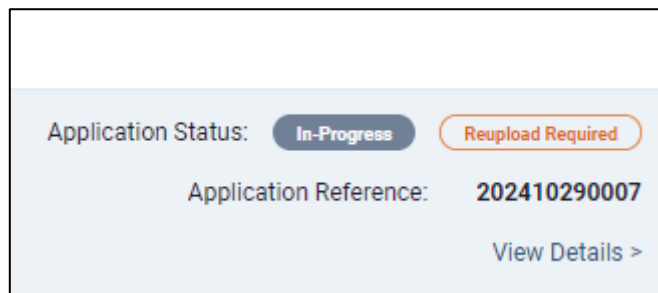 Application Status: In-Progress Reupload Required
Application Reference: 202410290007
View Details >